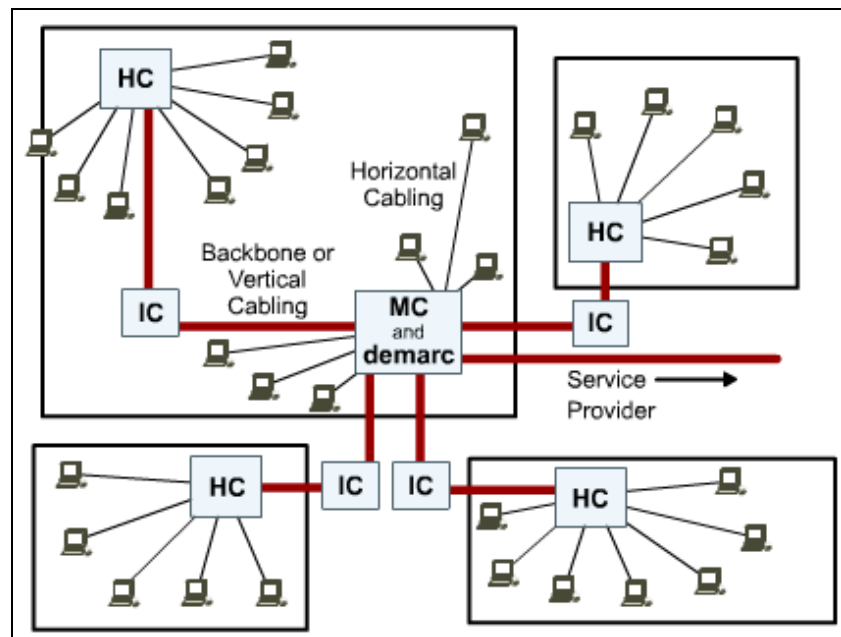 HC
Horizontal
Cabling
HC
Backbone or
Vertical
Cabling
IC
MC
and
demarc
IC
Service
Provider
HC
IC
IC
HC